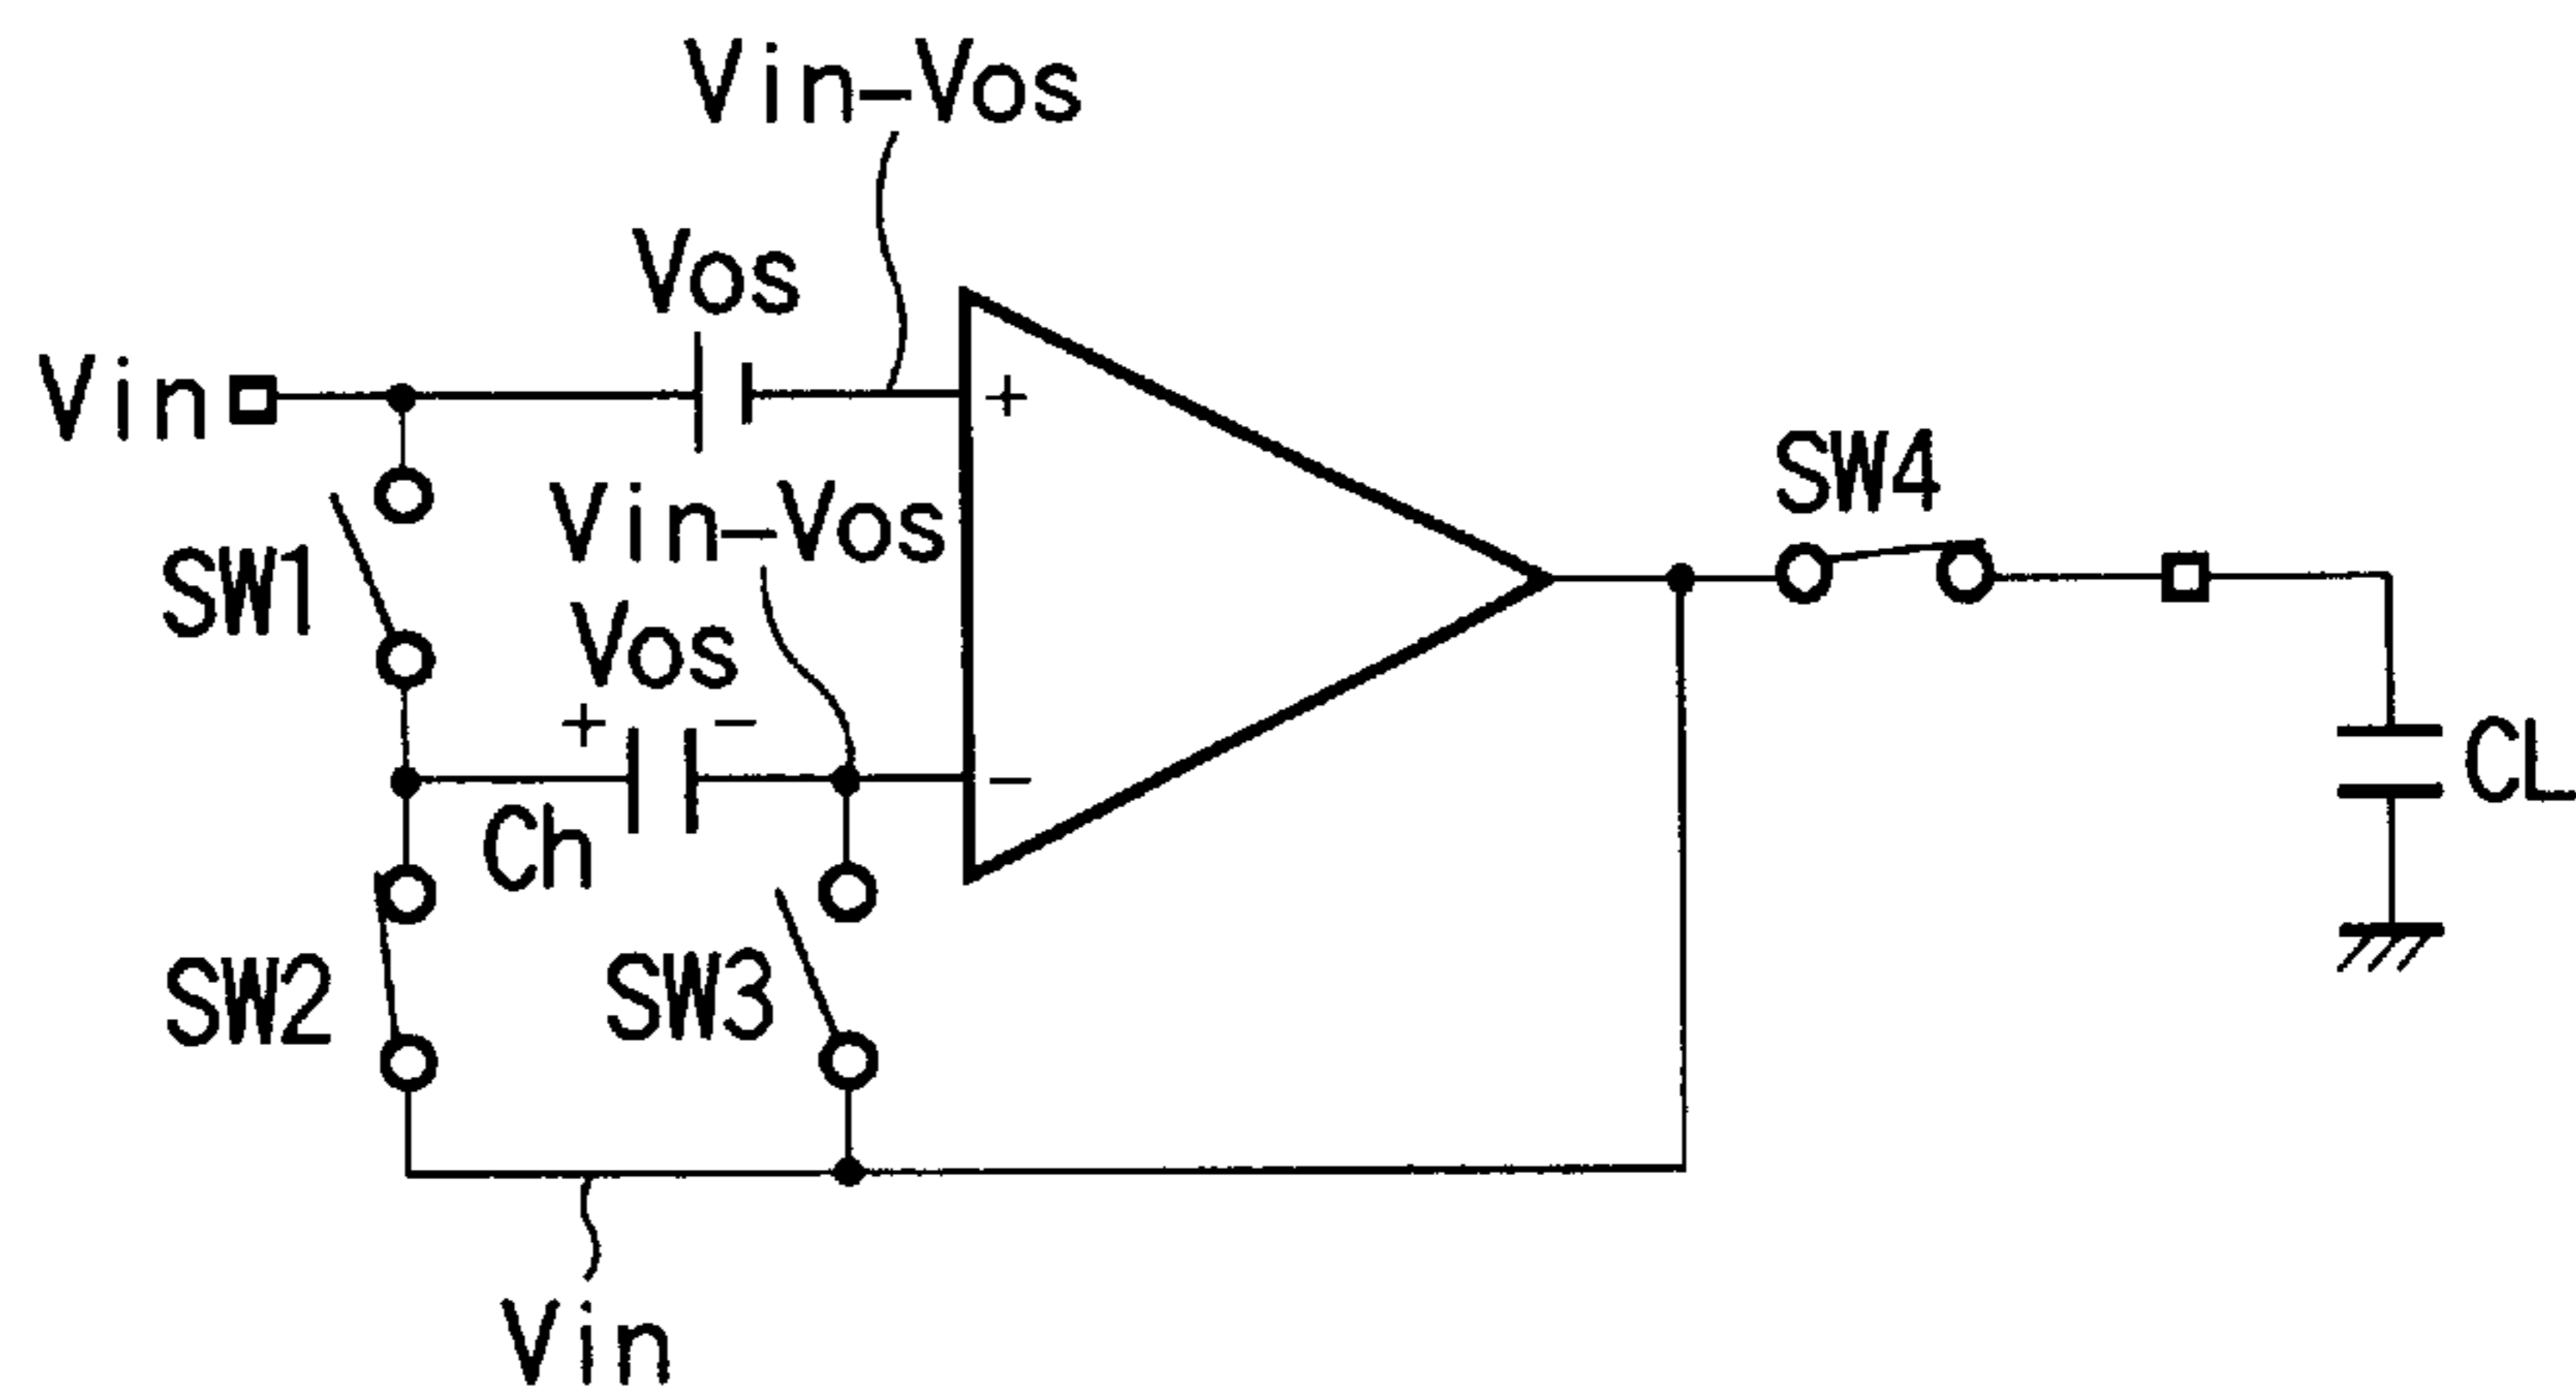 Vin-Vos
Vos
Vin
+
SW4
Vin-Vos
SW1
Vos
+ -
-
CL
Ch
SW2
SW3
Vin